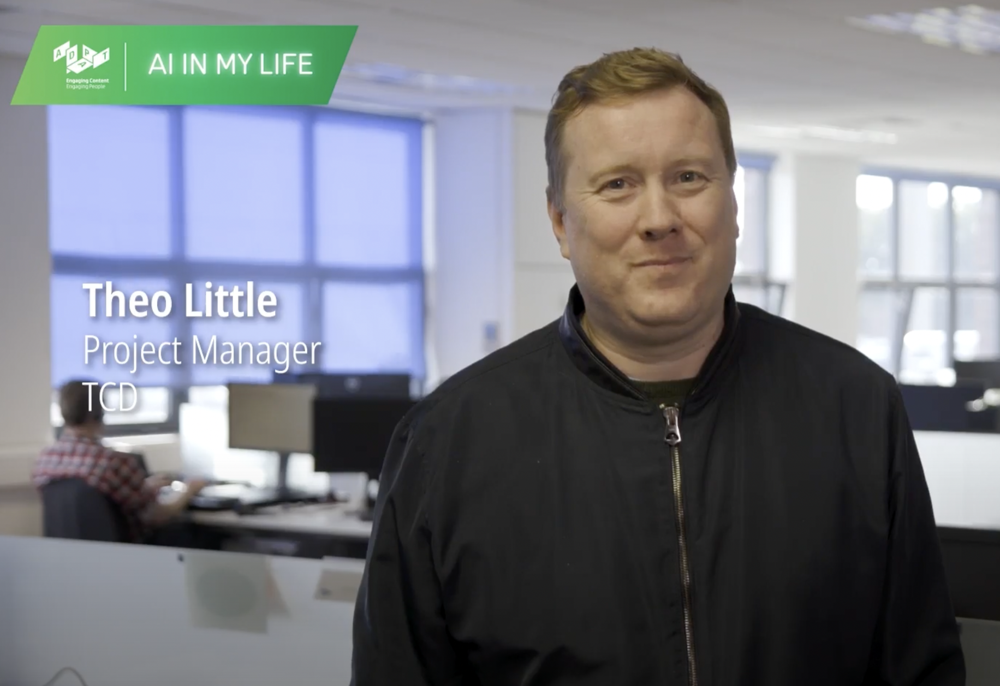 ADAPT
Engaging Content
Engaging People
AI IN MY LIFE
Theo Little
Project Manager
TCD